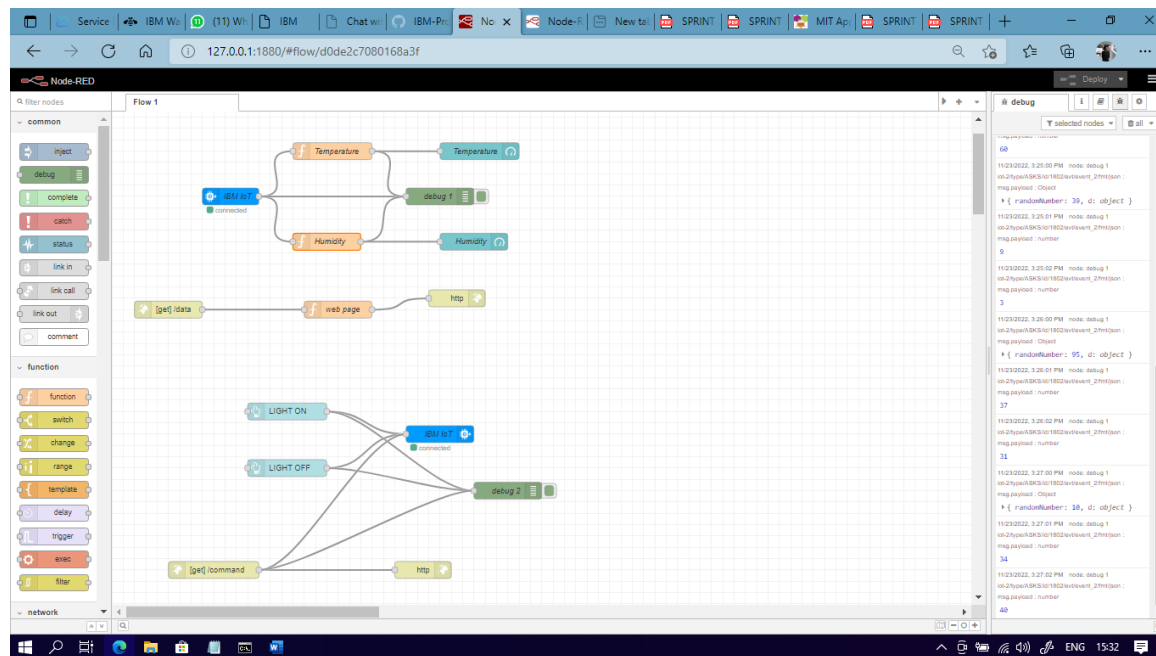 Service
IBM Wa
(11) Wh
IBM
Chat wit
IBM-Pro
No
Node-R
New tab
SPRINT
SPRINT
MIT Ap
SPRINT
SPRINT
127.0.0.1:1880/#flow/d0de2c7080168a3f
Node-RED
Deploy
filter nodes
Flow 1
debug
i
common
selected nodes
all
inject
debug
complete
catch
status
link in
link call
link out
comment
function
function
switch
change
range
template
delay
trigger
exec
filter
network
Temperature
Temperature
IBM IoT
connected
debug 1
Humidity
Humidity
[get] /data
web page
http
LIGHT ON
IBM IoT
connected
LIGHT OFF
debug 2
[get] /command
http
msg.payload : number
60
11/23/2022, 3:25:00 PM node: debug 1
iot-2/type/ASKS/id/1802/evt/event_2/fmt/json :
msg.payload : Object
{ randomNumber: 39, d: object }
11/23/2022, 3:25:01 PM node: debug 1
iot-2/type/ASKS/id/1802/evt/event_2/fmt/json :
msg.payload : number
9
11/23/2022, 3:25:02 PM node: debug 1
iot-2/type/ASKS/id/1802/evt/event_2/fmt/json :
msg.payload : number
3
11/23/2022, 3:26:00 PM node: debug 1
iot-2/type/ASKS/id/1802/evt/event_2/fmt/json :
msg.payload : Object
{ randomNumber: 95, d: object }
11/23/2022, 3:26:01 PM node: debug 1
iot-2/type/ASKS/id/1802/evt/event_2/fmt/json :
msg.payload : number
37
11/23/2022, 3:26:02 PM node: debug 1
iot-2/type/ASKS/id/1802/evt/event_2/fmt/json :
msg.payload : number
31
11/23/2022, 3:27:00 PM node: debug 1
iot-2/type/ASKS/id/1802/evt/event_2/fmt/json :
msg.payload : Object
{ randomNumber: 10, d: object }
11/23/2022, 3:27:01 PM node: debug 1
iot-2/type/ASKS/id/1802/evt/event_2/fmt/json :
msg.payload : number
34
11/23/2022, 3:27:02 PM node: debug 1
iot-2/type/ASKS/id/1802/evt/event_2/fmt/json :
msg.payload : number
40
ENG 15:32